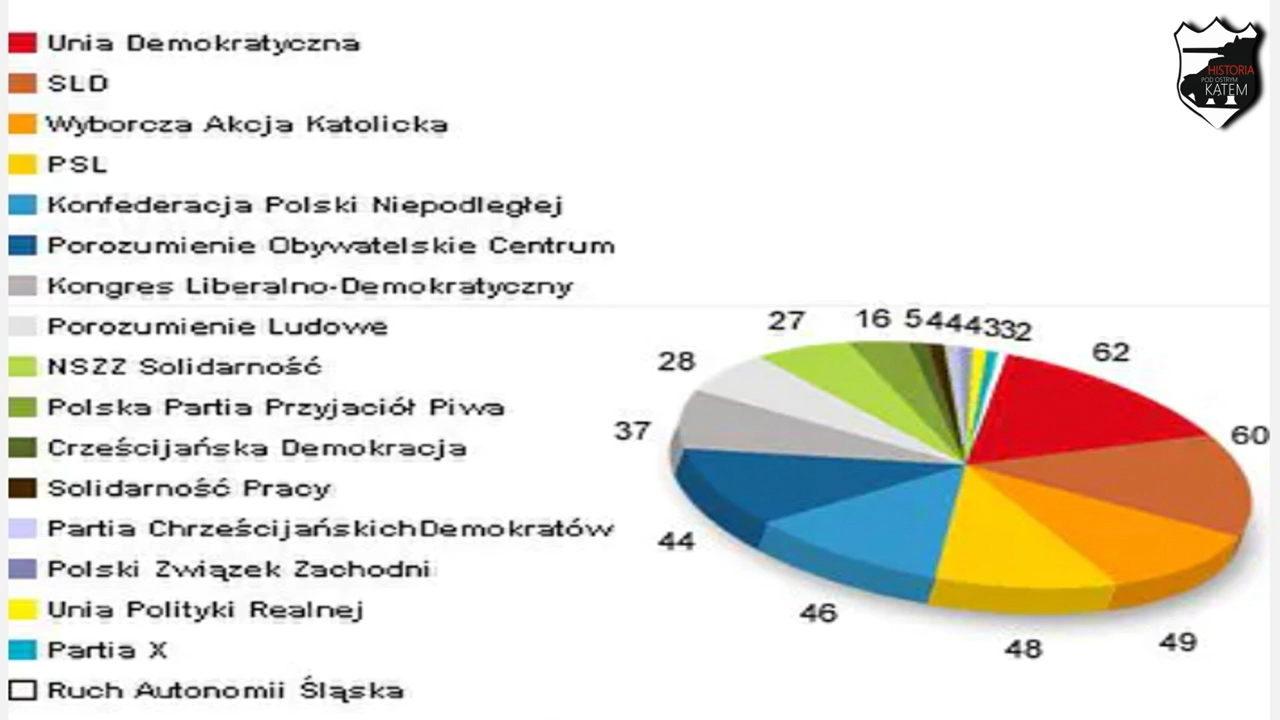 Unia Demokratyczna
SLD
Wyborcza Akcja Katolicka
PSL
Konfederacja Polski Niepodległej
Porozumienie Obywatelskie Centrum
Kongres Liberalno-Demokratyczny
Porozumienie Ludowe
NSZZ Solidarność
Polska Partia Przyjaciół Piwa
Crześcijańska Demokracja
Solidarność Pracy
Partia ChrześcijańskichDemokratów
Polski Związek Zachodni
Unia Polityki Realnej
Partia X
Ruch Autonomii Śląska
HISTORIA
POD OSTRYM
KATEM
27 16 5444332 62
28
60
37
44
46
49
48